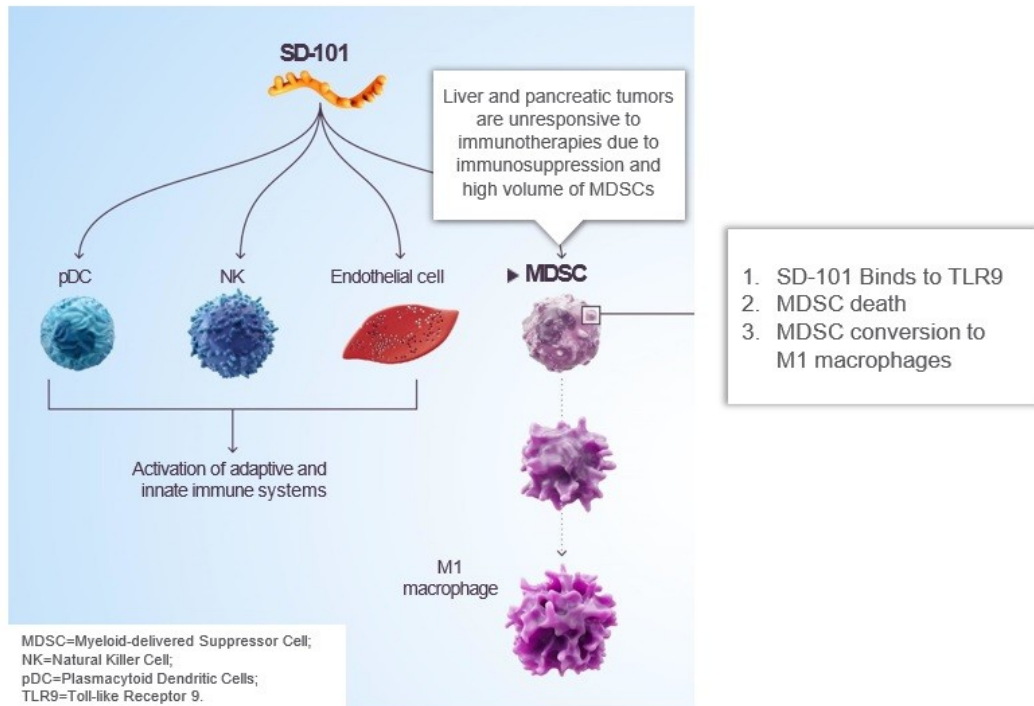 SD-101
Liver and pancreatic tumors
are unresponsive to
immunotherapies due to
immunosuppression and
high volume of MDSCs
pDC
NK
Endothelial cell
▶ MDSC
1. SD-101 Binds to TLR9
2. MDSC death
3. MDSC conversion to
M1 macrophages
Activation of adaptive and
innate immune systems
M1
macrophage
MDSC=Myeloid-delivered Suppressor Cell;
NK=Natural Killer Cell;
pDC=Plasmacytoid Dendritic Cells;
TLR9=Toll-like Receptor 9.